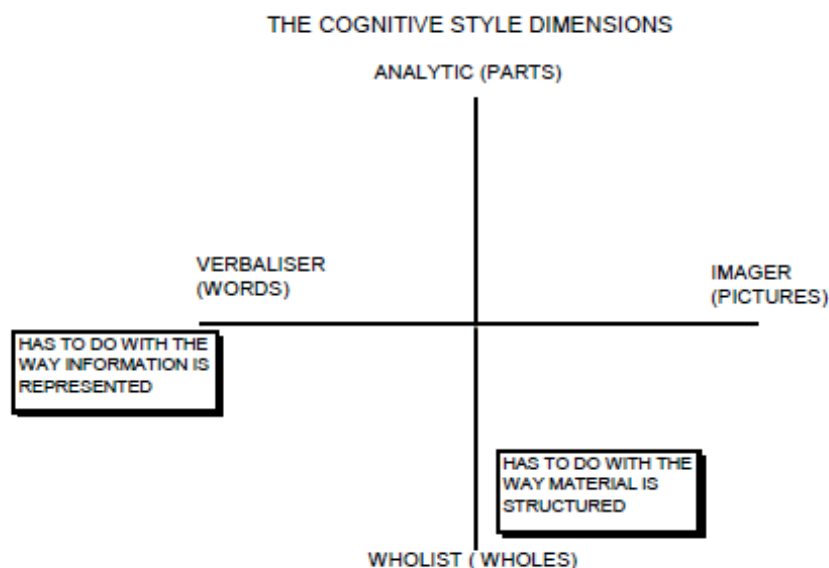 THE COGNITIVE STYLE DIMENSIONS
ANALYTIC (PARTS)
VERBALISER
(WORDS)
IMAGER
(PICTURES)
HAS TO DO WITH THE
WAY INFORMATION IS
REPRESENTED
HAS TO DO WITH THE
WAY MATERIAL IS
STRUCTURED
WHOLIST ( WHOLES)